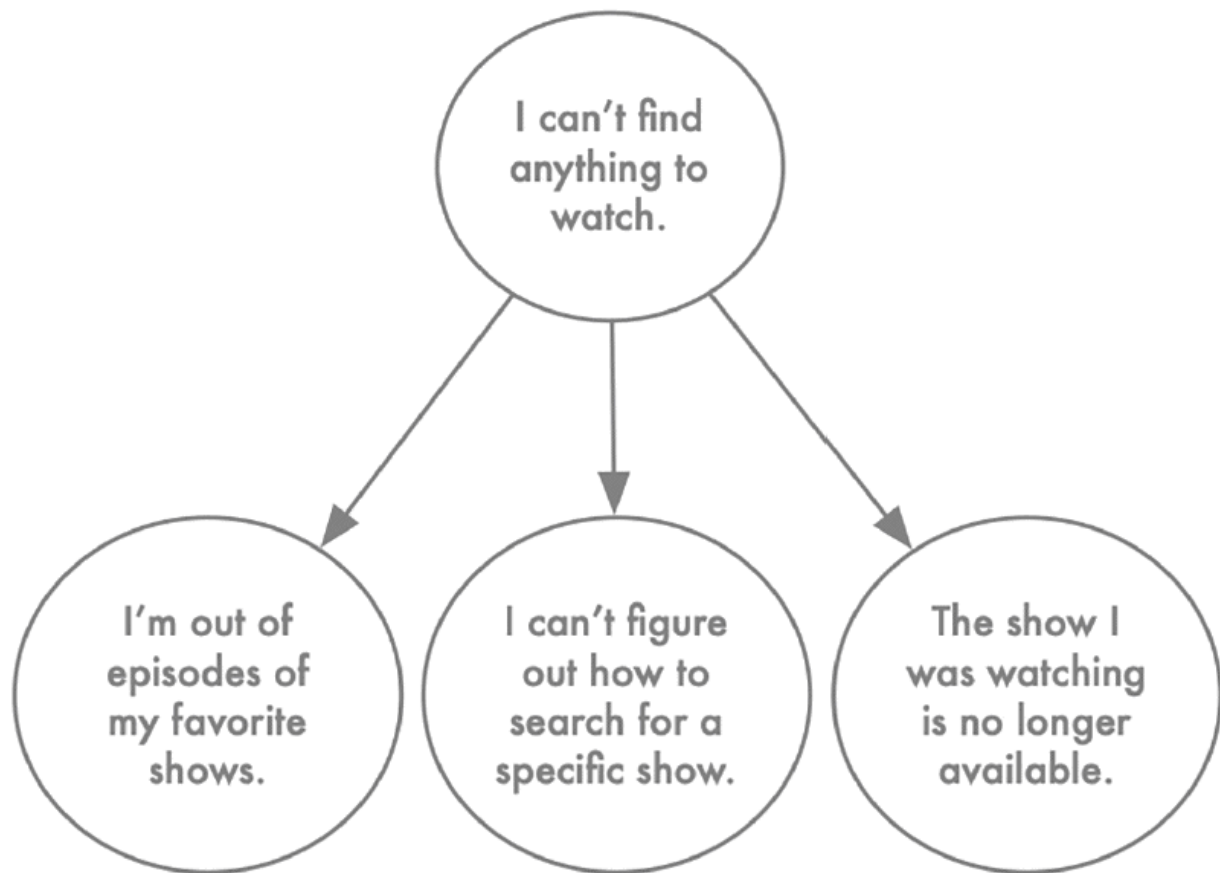 I can’t find
anything to
watch.
I’m out of
episodes of
my favorite
shows.
I can’t figure
out how to
search for a
specific show.
The show I
was watching
is no longer
available.